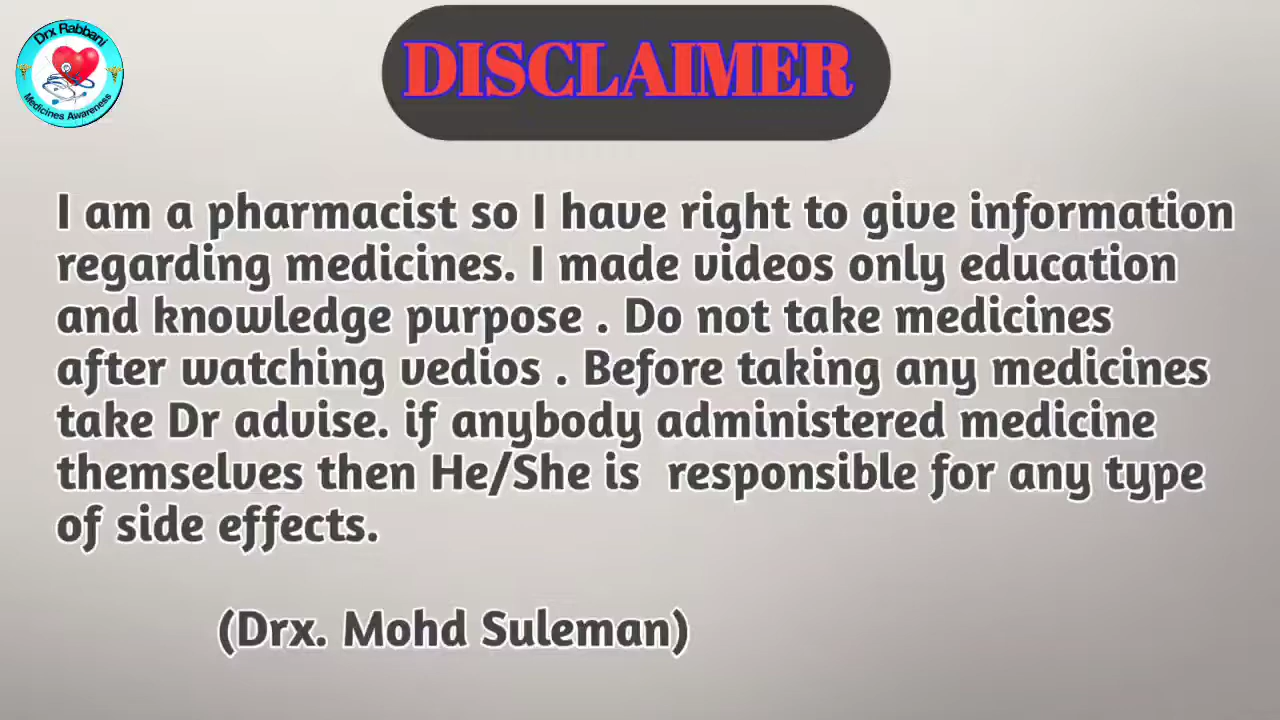 Drx Rabbani
Medicines Awareness
DISCLAIMER
I am a pharmacist so I have right to give information
regarding medicines. I made videos only education
and knowledge purpose . Do not take medicines
after watching vedios . Before taking any medicines
take Dr advise. if anybody administered medicine
themselves then He/She is  responsible for any type
of side effects.
(Drx. Mohd Suleman)